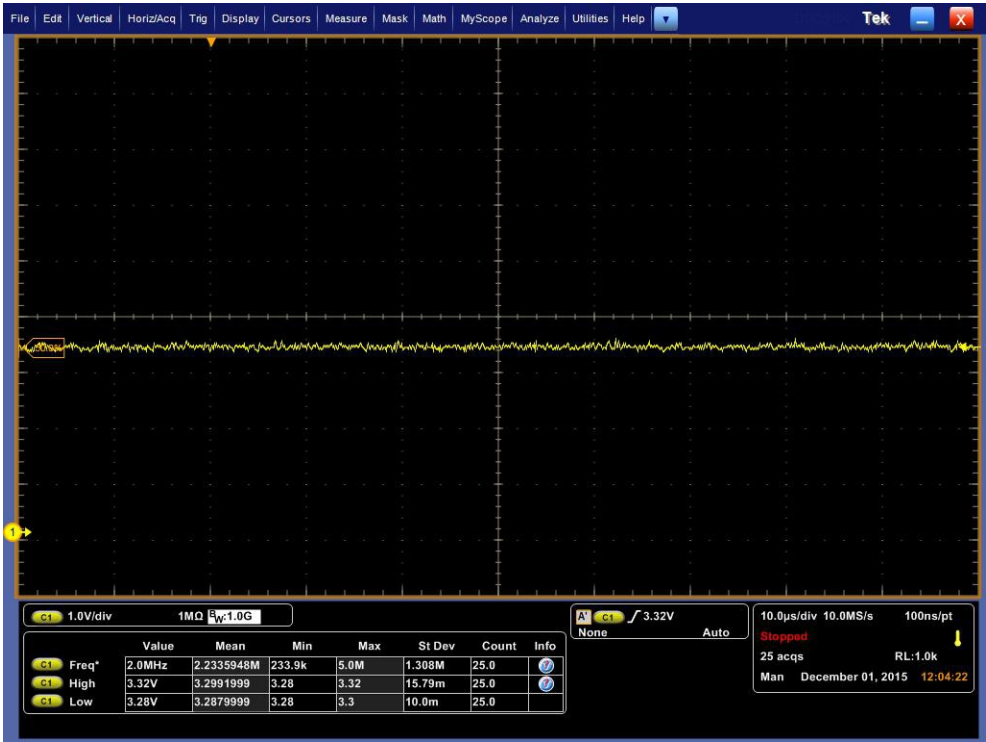 File Edit Vertical Horiz/Acq Trig Display Cursors Measure Mask Math MyScope Analyze Utilities Help Tek X
1
C1 1.0V/div 1MΩ BW:1.0G
A' C1 3.32V
None Auto
10.0µs/div 10.0MS/s 100ns/pt
Stopped
25 acqs RL:1.0k
Man December 01, 2015 12:04:22
Value Mean Min Max St Dev Count Info
C1 Freq* 2.0MHz 2.2335948M 233.9k 5.0M 1.308M 25.0
C1 High 3.32V 3.2991999 3.28 3.32 15.79m 25.0
C1 Low 3.28V 3.2879999 3.28 3.3 10.0m 25.0